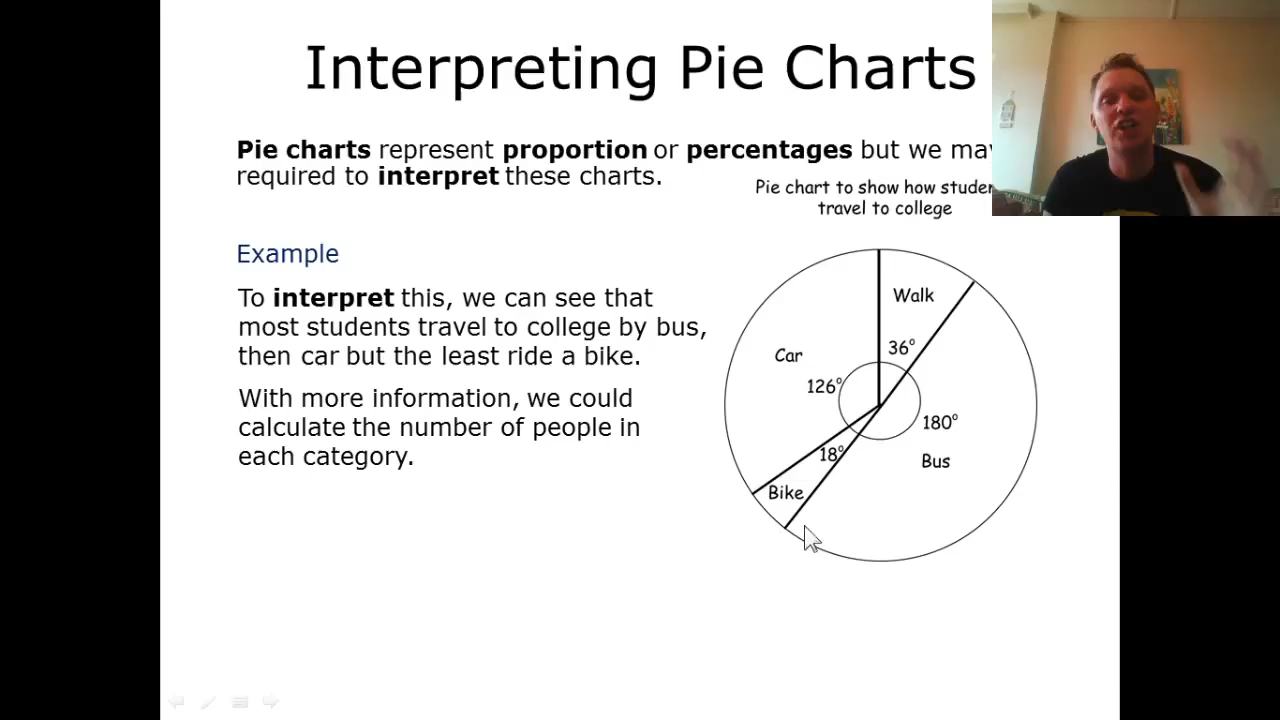 Interpreting Pie Charts
Pie charts represent proportion or percentages but we may
required to interpret these charts.
Pie chart to show how
travel to college
Example
To interpret this, we can see that
most students travel to college by bus,
then car but the least ride a bike.
With more information, we could
calculate the number of people in
each category.
Walk
36°
Car
126°
180°
Bus
18°
Bike